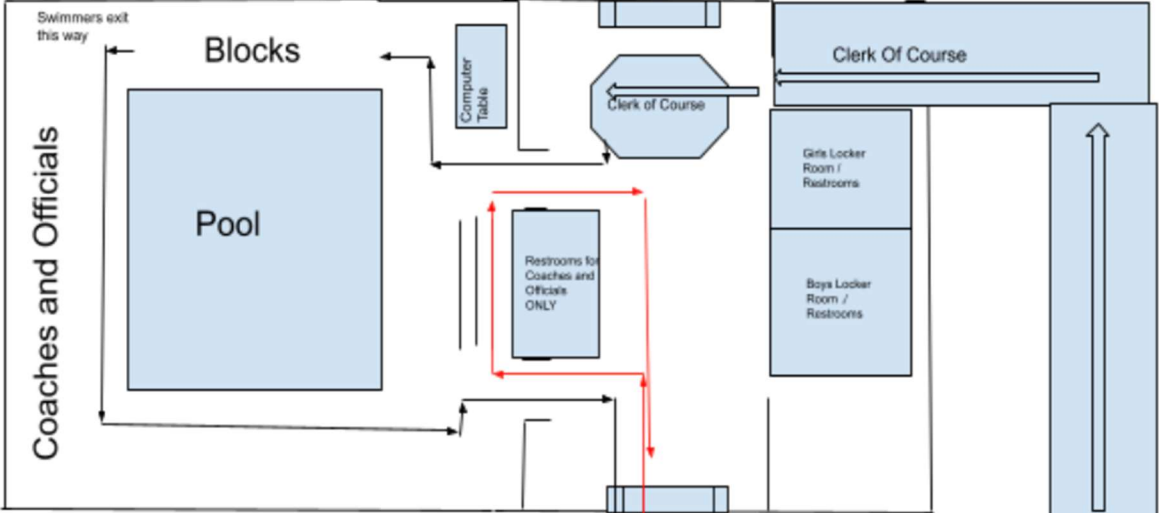 Swimmers exit
this way
Blocks
Computer
Table
Clerk of Course
Clerk Of Course
Girls Locker
Room /
Restrooms
Coaches and Officials
Pool
Restrooms for
Coaches and
Officials
ONLY
Boys Locker
Room /
Restrooms